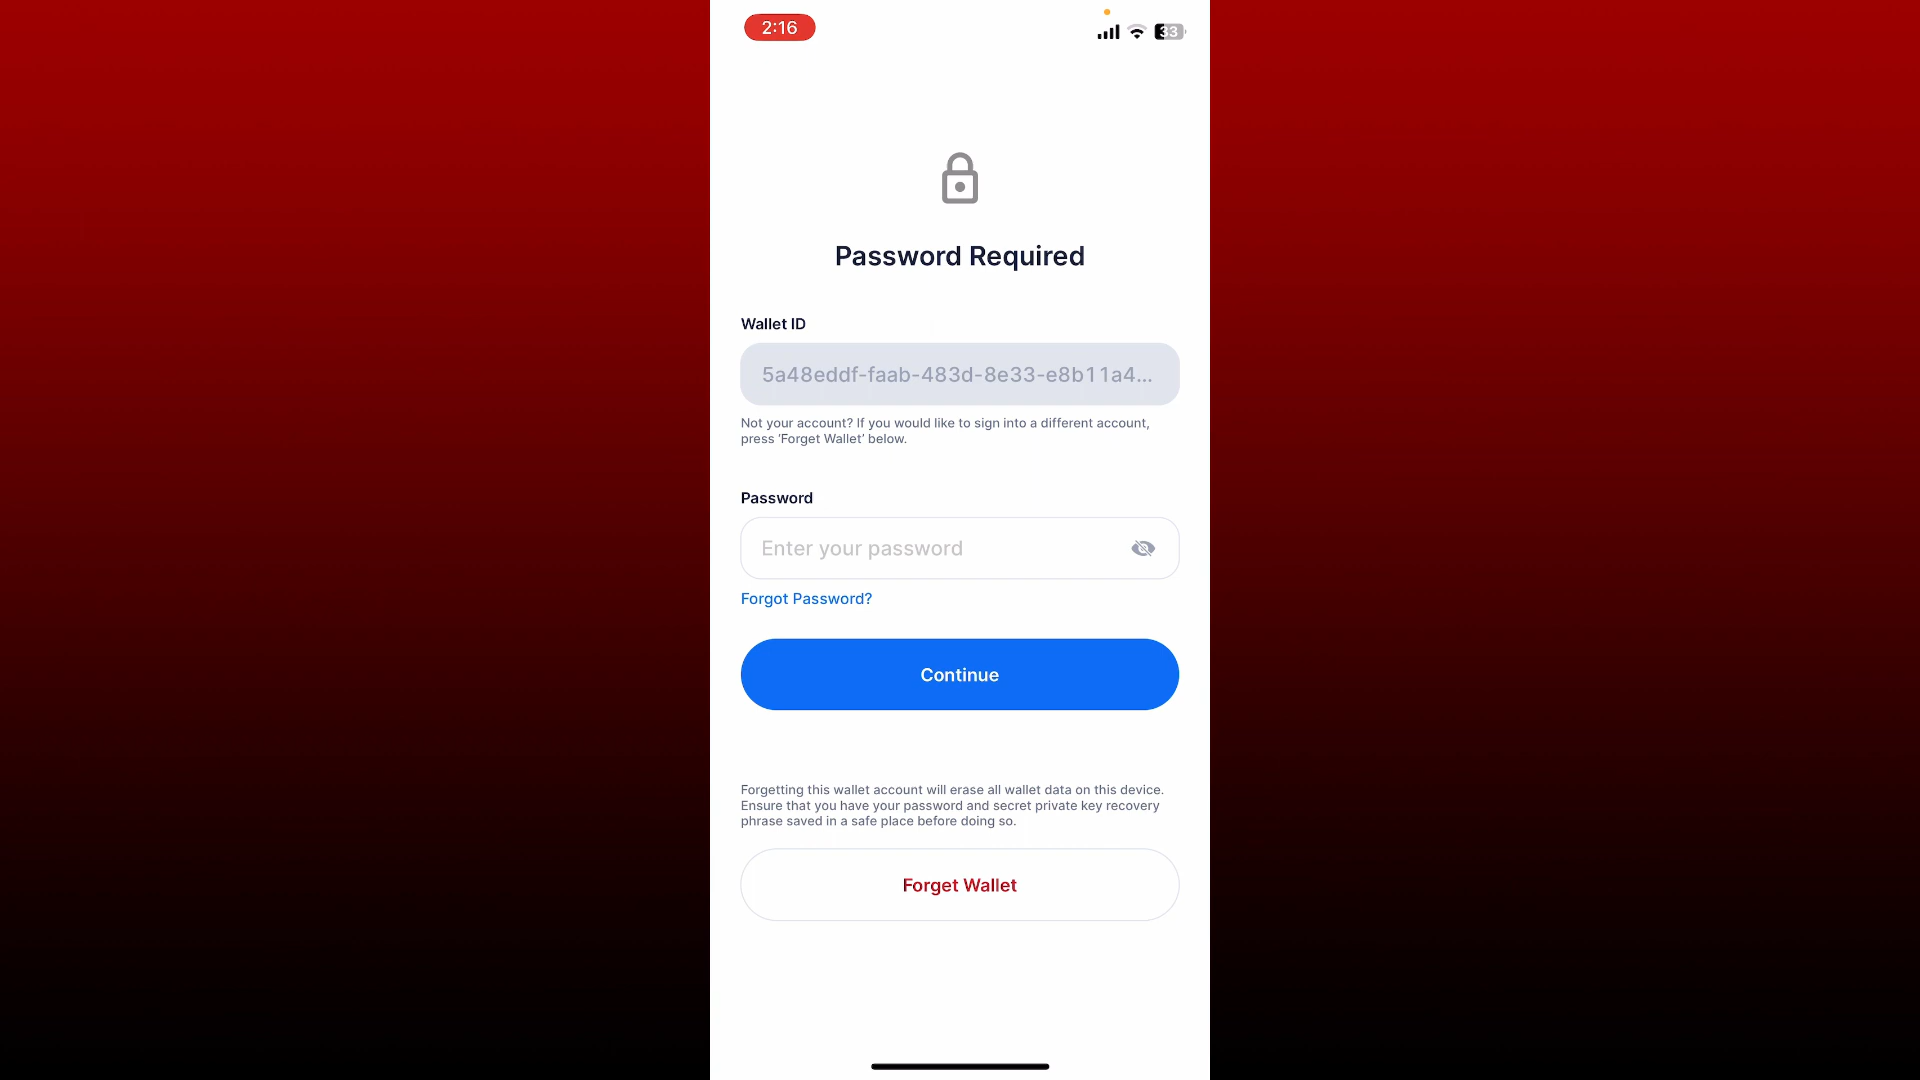 2:16
33
Password Required
Wallet ID
5a48eddf-faab-483d-8e33-e8b11a4...
Not your account? If you would like to sign into a different account,
press ‘Forget Wallet’ below.
Password
Enter your password
Forgot Password?
Continue
Forgetting this wallet account will erase all wallet data on this device.
Ensure that you have your password and secret private key recovery
phrase saved in a safe place before doing so.
Forget Wallet